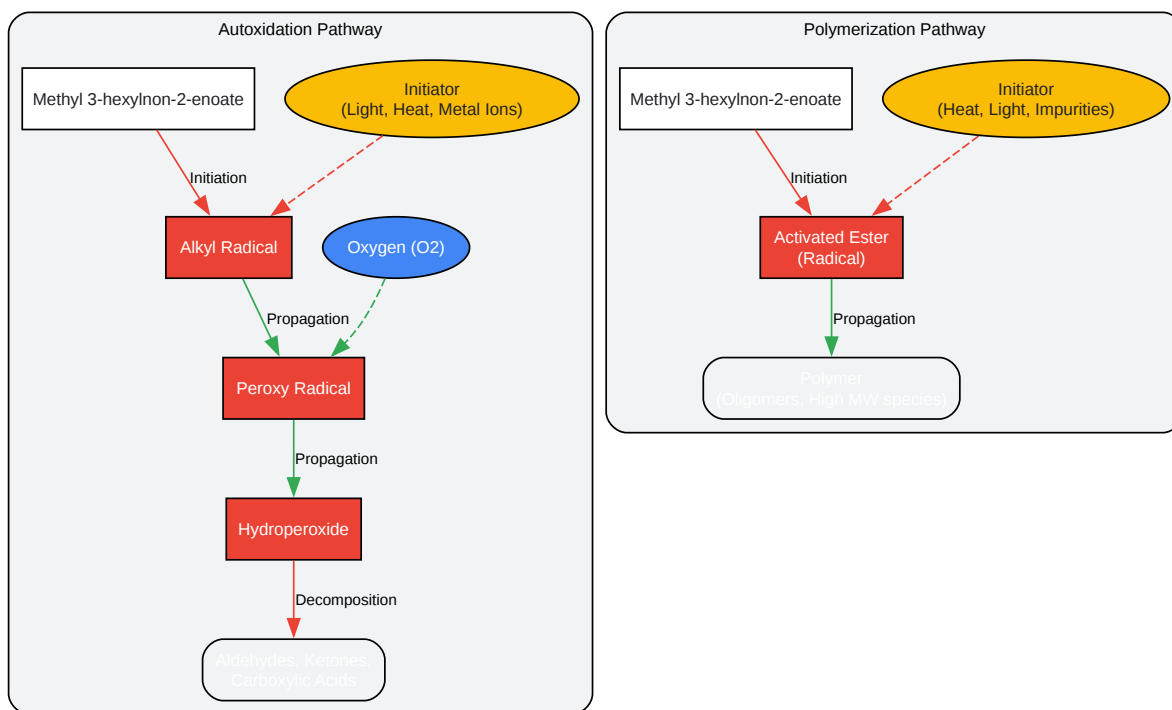 Autoxidation Pathway
Methyl 3-hexylnon-2-enoate
Initiator
(Light, Heat, Metal Ions)
Initiation
Alkyl Radical
Oxygen (O2)
Propagation
Peroxy Radical
Propagation
Hydroperoxide
Decomposition
Aldehydes, Ketones,
Carboxylic Acids
Polymerization Pathway
Methyl 3-hexylnon-2-enoate
Initiator
(Heat, Light, Impurities)
Initiation
Activated Ester
(Radical)
Propagation
Polymer
(Oligomers, High MW species)